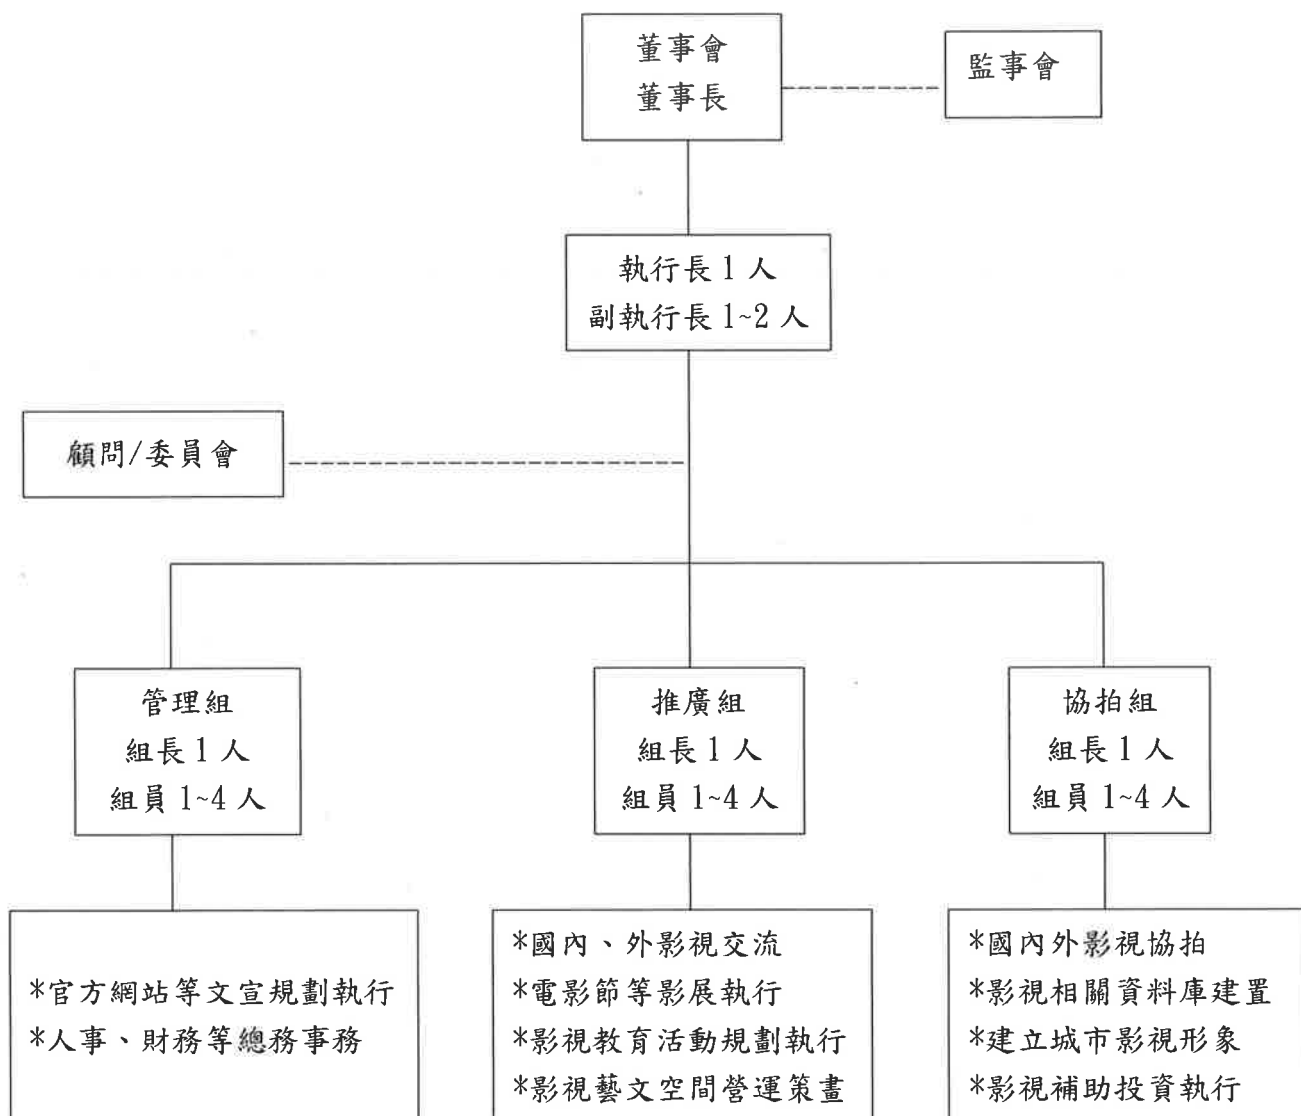 董事會
董事長
監事會
執行長 1 人
副執行長 1~2 人
顧問/委員會
管理組
組長 1 人
組員 1~4 人
推廣組
組長 1 人
組員 1~4 人
協拍組
組長 1 人
組員 1~4 人
*官方網站等文宣規劃執行
*人事、財務等總務事務
*國內、外影視交流
*電影節等影展執行
*影視教育活動規劃執行
*影視藝文空間營運策畫
*國內外影視協拍
*影視相關資料庫建置
*建立城市影視形象
*影視補助投資執行